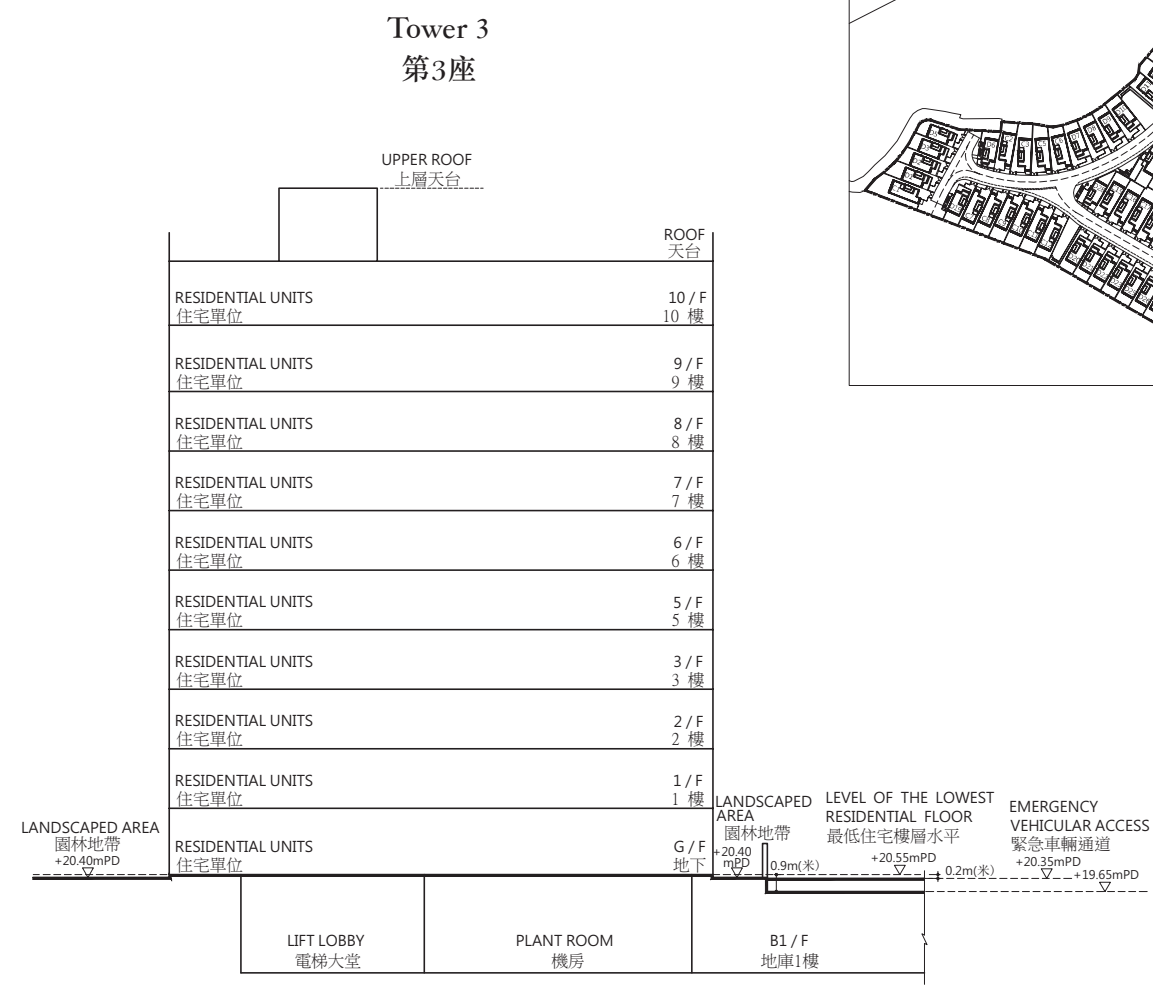 Tower 3
第3座
UPPER ROOF
上層天台
ROOF
天台
RESIDENTIAL UNITS
住宅單位
10 / F
10 樓
RESIDENTIAL UNITS
住宅單位
9 / F
9 樓
RESIDENTIAL UNITS
住宅單位
8 / F
8 樓
RESIDENTIAL UNITS
住宅單位
7 / F
7 樓
RESIDENTIAL UNITS
住宅單位
6 / F
6 樓
RESIDENTIAL UNITS
住宅單位
5 / F
5 樓
RESIDENTIAL UNITS
住宅單位
3 / F
3 樓
RESIDENTIAL UNITS
住宅單位
2 / F
2 樓
RESIDENTIAL UNITS
住宅單位
1 / F
1 樓
RESIDENTIAL UNITS
住宅單位
G / F
地下
LANDSCAPED AREA
園林地帶
+20.40mPD
LANDSCAPED
AREA
園林地帶
+20.40
mPD
0.9m(米)
LEVEL OF THE LOWEST
RESIDENTIAL FLOOR
最低住宅樓層水平
+20.55mPD
0.2m(米)
EMERGENCY
VEHICULAR ACCESS
緊急車輛通道
+20.35mPD
+19.65mPD
LIFT LOBBY
電梯大堂
PLANT ROOM
機房
B1 / F
地庫1樓